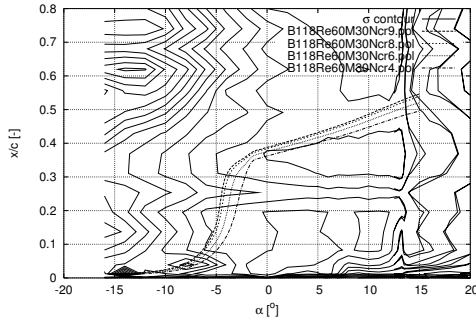 σ contour
B118Re60M30Ncr9.pol
B118Re60M30Ncr8.pol
B118Re60M30Ncr6.pol
B118Re60M30Ncr4.pol
0.8
0.7
0.6
0.5
0.4
0.3
0.2
0.1
0
x/c [-]
-20 -15 -10 -5 0 5 10 15 20
α [º]